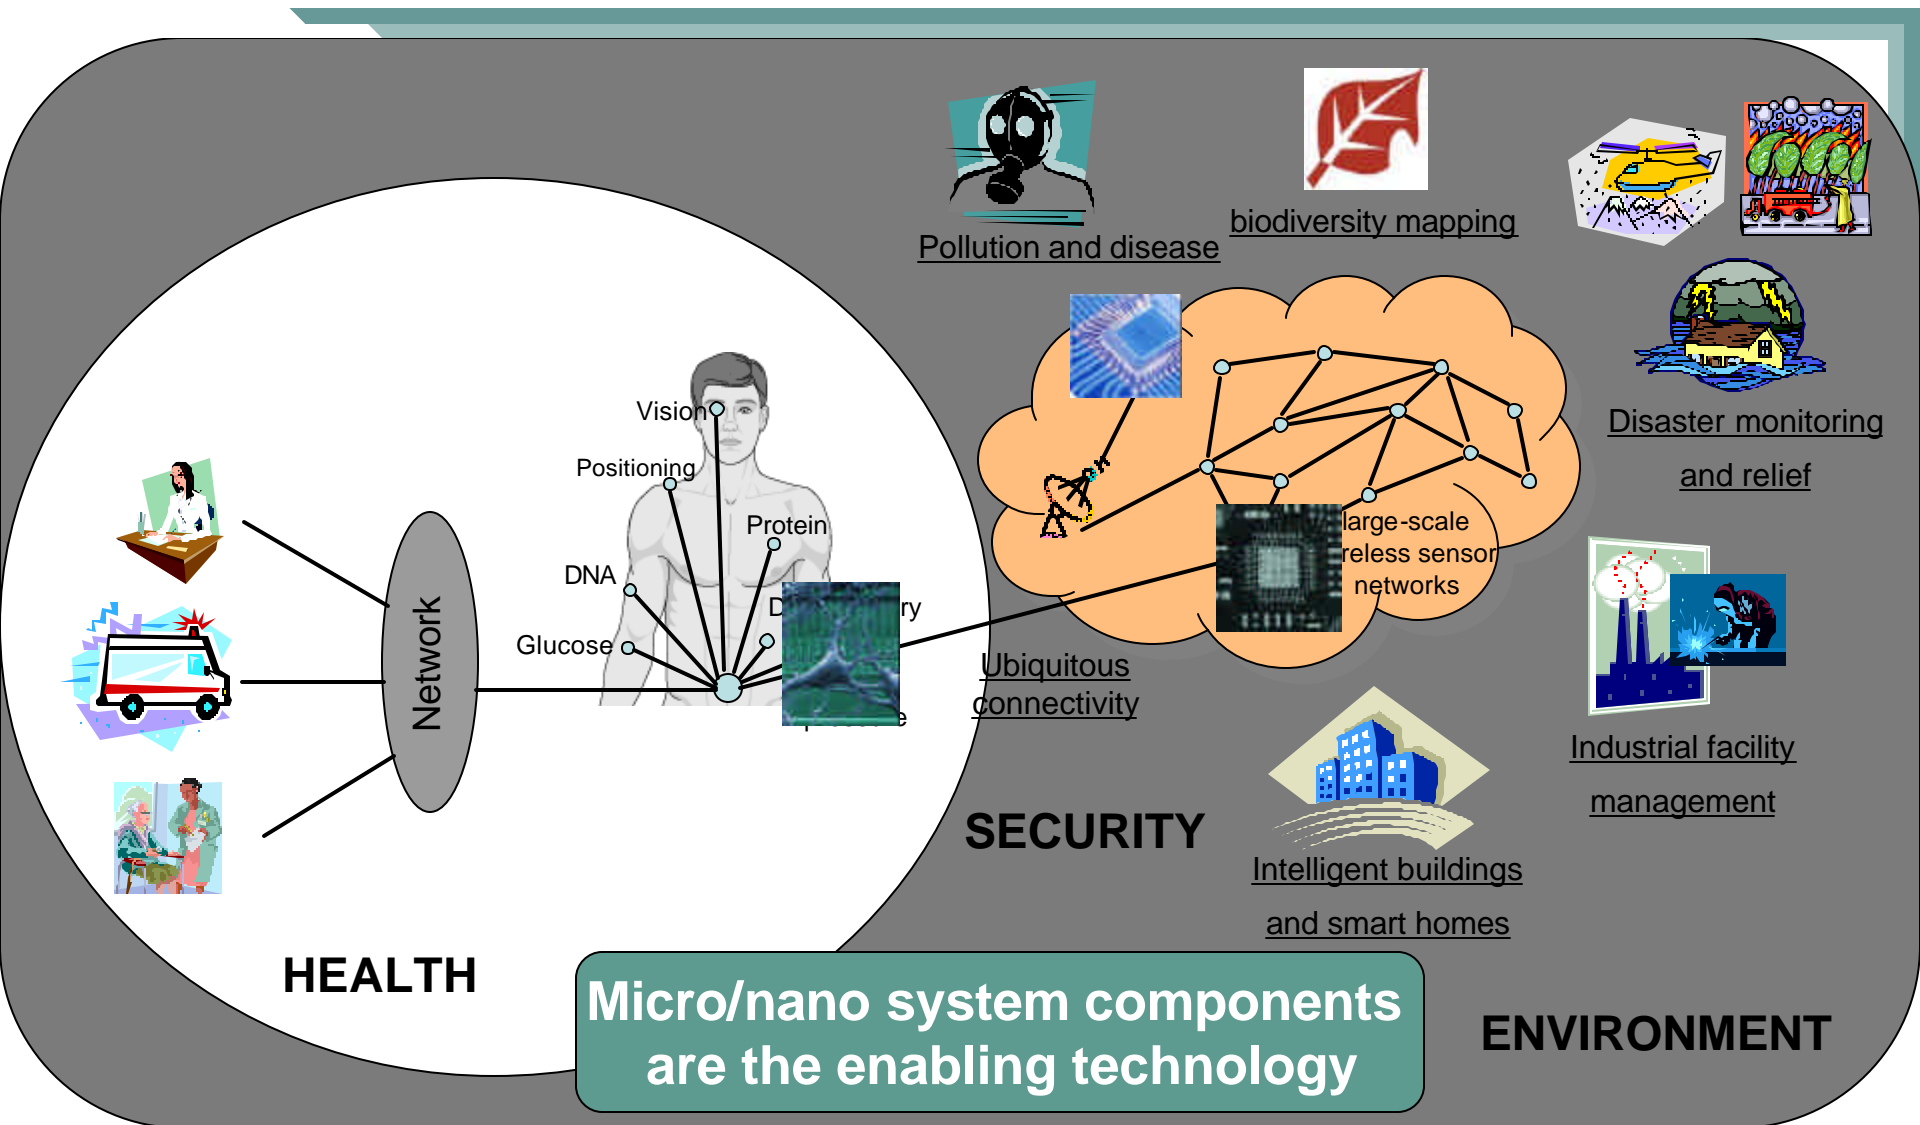 Pollution and disease
biodiversity mapping
Disaster monitoring
and relief
Vision
Positioning
Protein
DNA
Glucose
Network
large-scale
sensor
networks
Ubiquitous
connectivity
Industrial facility
management
SECURITY
Intelligent buildings
and smart homes
HEALTH
Micro/nano system components
are the enabling technology
ENVIRONMENT